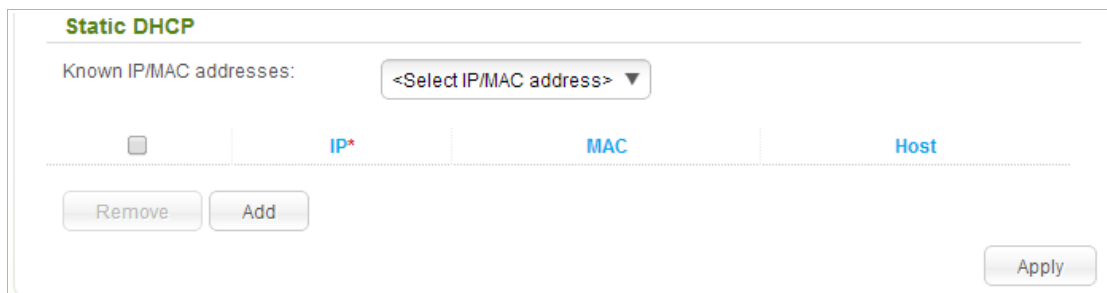 Static DHCP
Known IP/MAC addresses: <Select IP/MAC address>
IP* MAC Host
Remove Add
Apply